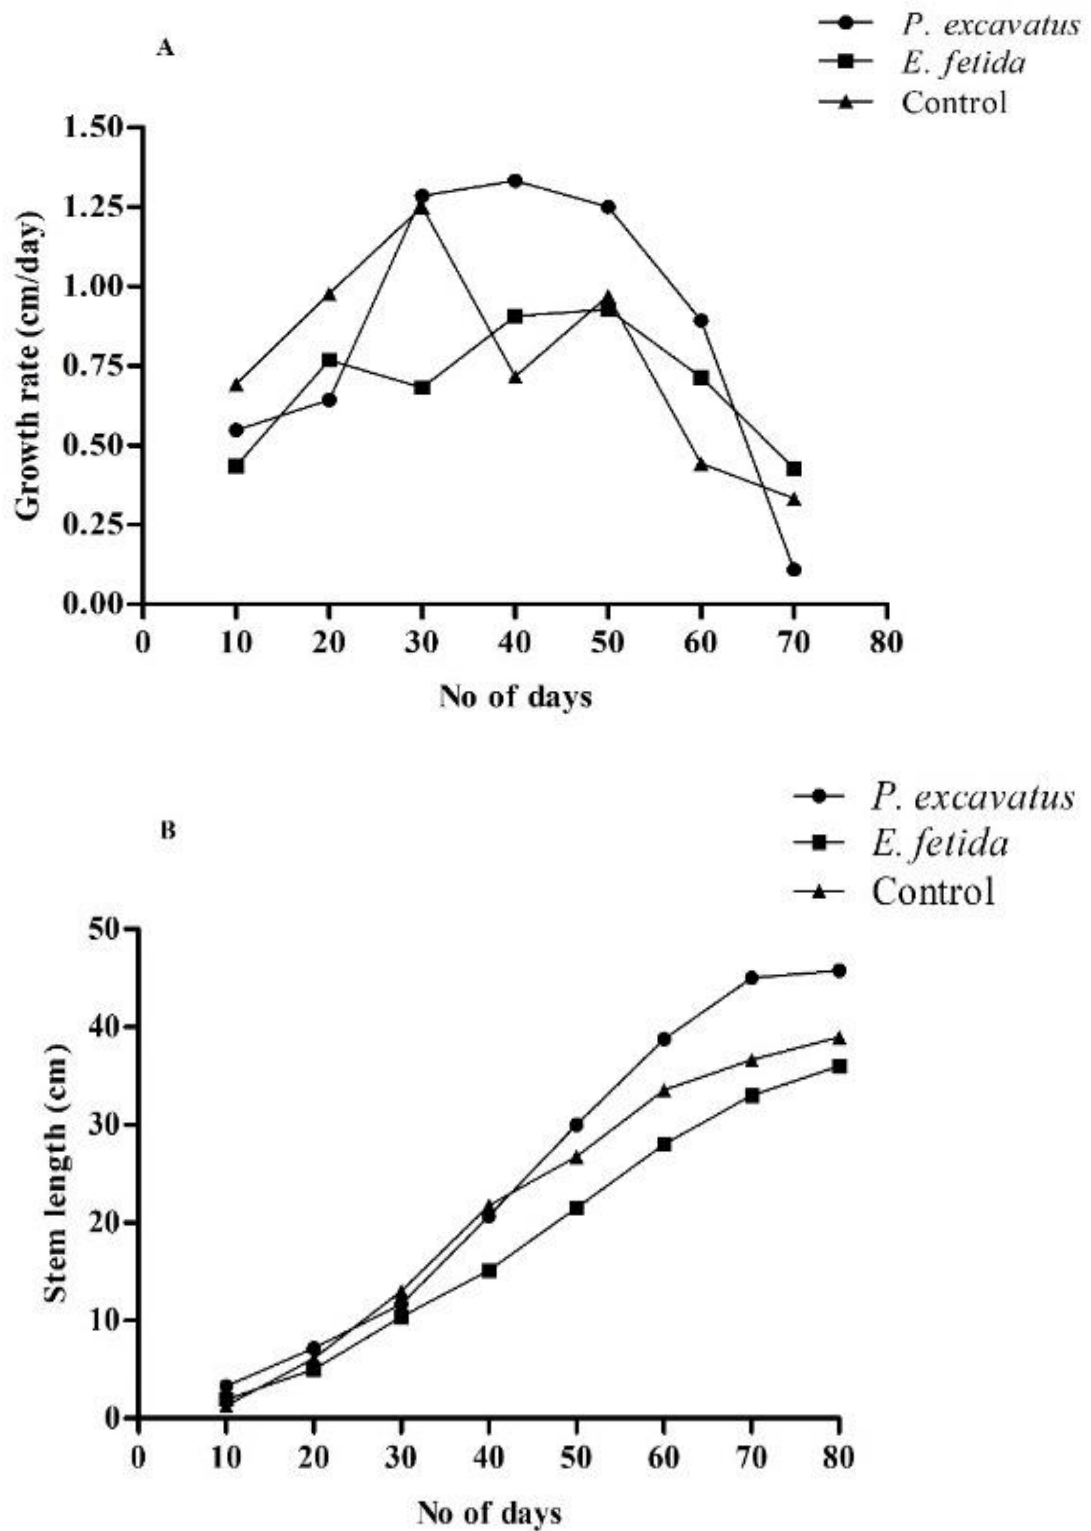 A
P. excavatus
E. fetida
Control
Growth rate (cm/day)
1.50
1.25
1.00
0.75
0.50
0.25
0.00
0 10 20 30 40 50 60 70 80
No of days
B
P. excavatus
E. fetida
Control
Stem length (cm)
50
40
30
20
10
0
0 10 20 30 40 50 60 70 80
No of days